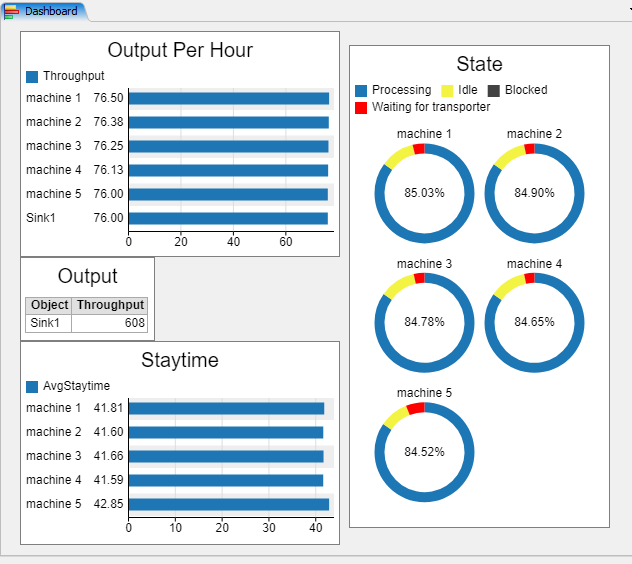 Dashboard
Output Per Hour
Throughput
machine 1 76.50
machine 2 76.38
machine 3 76.25
machine 4 76.13
machine 5 76.00
Sink1 76.00
0 20 40 60
Output
Object Throughput
Sink1 608
Staytime
AvgStaytime
machine 1 41.81
machine 2 41.60
machine 3 41.66
machine 4 41.59
machine 5 42.85
0 10 20 30 40
State
Processing Idle Blocked
Waiting for transporter
machine 1 machine 2
85.03% 84.90%
machine 3 machine 4
84.78% 84.65%
machine 5
84.52%